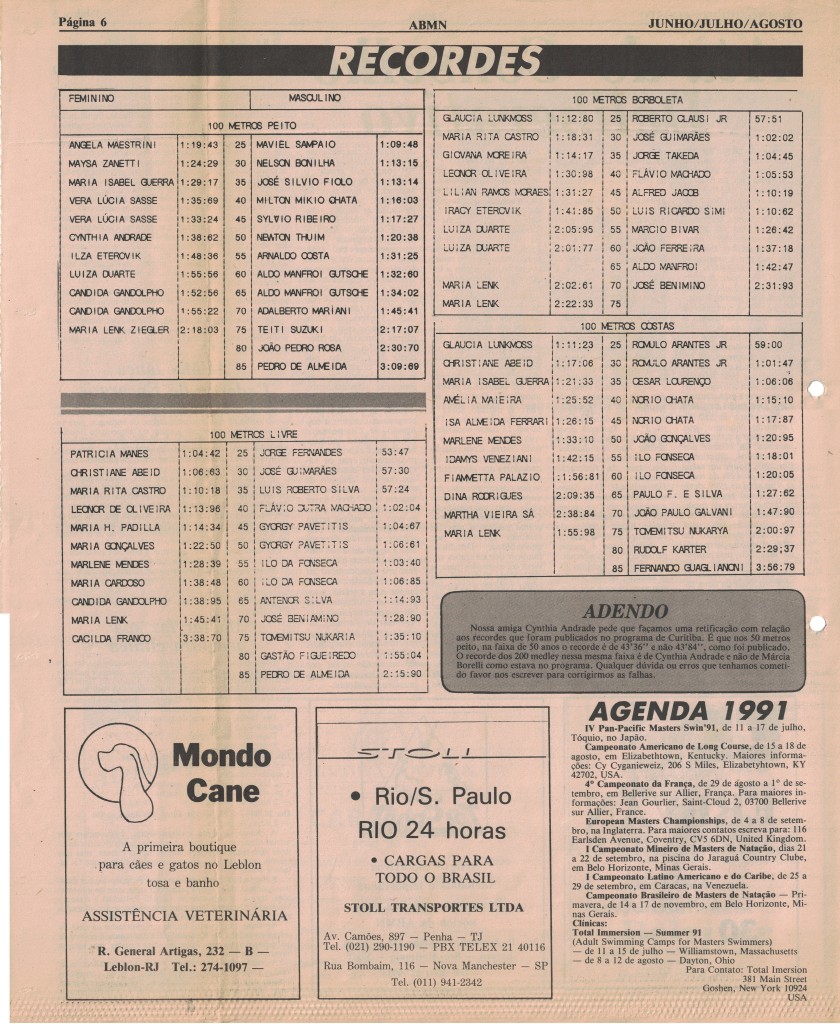 Página 6 ABMN JUNHO/JULHO/AGOSTO
RECORDES
FEMININO MASCULINO
100 METROS PEITO
ANGELA MAESTRINI 1:19:43 25 MAVIEL SAMPAIO 1:09:48
MAYSA ZANETTI 1:24:29 30 NELSON BONILHA 1:13:15
MARIA ISABEL GUERRA 1:29:17 35 JOSÉ SILVIO FIOLO 1:13:14
VERA LÚCIA SASSE 1:35:69 40 MILTON MIKIO OHATA 1:16:03
VERA LÚCIA SASSE 1:33:24 45 SYLVIO RIBEIRO 1:17:27
CYNTHIA ANDRADE 1:38:62 50 NEWTON THUIM 1:20:38
ILZA ETEROVIK 1:48:36 55 ARNALDO COSTA 1:31:25
LUIZA DUARTE 1:55:56 60 ALDO MANFROI GUTSCHE 1:32:60
CANDIDA GANDOLPHO 1:52:56 65 ALDO MANFROI GUTSCHE 1:34:02
CANDIDA GANDOLPHO 1:55:22 70 ADALBERTO MARIANI 1:45:41
MARIA LENK ZIEGLER 2:18:03 75 TEITI SUZUKI 2:17:07
80 JOÃO PEDRO ROSA 2:30:70
85 PEDRO DE ALMEIDA 3:09:69
100 METROS LIVRE
PATRICIA MANES 1:04:42 25 JORGE FERNANDES 53:47
CHRISTIANE ABEID 1:06:63 30 JOSÉ GUIMARÃES 57:30
MARIA RITA CASTRO 1:10:18 35 LUIS ROBERTO SILVA 57:24
LEONOR DE OLIVEIRA 1:13:96 40 FLÁVIO DUTRA MACHADO 1:02:04
MARIA H. PADILLA 1:14:34 45 GYORGY PAVETITIS 1:04:67
MARIA GONÇALVES 1:22:50 50 GYORGY PAVETITIS 1:06:61
MARLENE MENDES 1:28:39 55 ILO DA FONSECA 1:03:40
MARIA CARDOSO 1:38:48 60 ILO DA FONSECA 1:06:85
CANDIDA GANDOLPHO 1:38:95 65 ANTENOR SILVA 1:14:93
MARIA LENK 1:45:41 70 JOSÉ BENIAMINO 1:28:90
CACILDA FRANCO 3:38:70 75 TOMEMITSU NUKARIA 1:35:10
80 GASTÃO FIGUEIREDO 1:55:04
85 PEDRO DE ALMEIDA 2:15:90
100 METROS BORBOLETA
GLAUCIA LUNKMOSS 1:12:80 25 ROBERTO CLAUSI JR 57:51
MARIA RITA CASTRO 1:18:31 30 JOSÉ GUIMARÃES 1:02:02
GIOVANA MOREIRA 1:14:17 35 JORGE TAKEDA 1:04:45
LEONOR OLIVEIRA 1:30:98 40 FLÁVIO MACHADO 1:05:53
LILIAN RAMOS MORAES 1:31:27 45 ALFRED JACOB 1:10:19
IRACY ETEROVIK 1:41:85 50 LUIS RICARDO SIMI 1:10:62
LUIZA DUARTE 2:05:95 55 MARCIO BIVAR 1:26:42
LUIZA DUARTE 2:01:77 60 JOÃO FERREIRA 1:37:18
65 ALDO MANFROI 1:42:47
MARIA LENK 2:02:61 70 JOSÉ BENIMINO 2:31:93
MARIA LENK 2:22:33 75
100 METROS COSTAS
GLAUCIA LUNKMOSS 1:11:23 25 ROMULO ARANTES JR 59:00
CHRISTIANE ABEID 1:17:06 30 ROMULO ARANTES JR 1:01:47
MARIA ISABEL GUERRA 1:21:33 35 CESAR LOURENÇO 1:06:06
AMÉLIA MAIEIRA 1:25:52 40 NORIO OHATA 1:15;10
ISA ALMEIDA FERRARI 1:26:15 45 NORIO OHATA 1:17:87
MARLENE MENDES 1:33:10 50 JOÃO GONÇALVES 1:20:95
IDAMYS VENEZIANI 1:42:15 55 ILO FONSECA 1:18:01
FIAMMETTA PALAZIO 1:56:81 60 ILO FONSECA 1:20:05
DINA RODRIGUES 2:09:35 65 PAULO F. E SILVA 1:27:62
MARTHA VIEIRA SÁ 2:38:84 70 JOÃO PAULO GALVANI 1:47:90
MARIA LENK 1:55:98 75 TOMEMITSU NUKARYA 2:00:97
80 RUDOLF KARTER 2:29;37
85 FERNANDO GUAGLIANONI 3:56:79
ADENDO
Nossa amiga Cynthia Andrade pede que façamos uma retificação com relação
aos recordes que foram publicados no programa de Curitiba. É que nos 50 metros
peito, na faixa de 50 anos o recorde é de 43'36'' e não 43'84'', como foi publicado.
O recorde dos 200 medley nessa mesma faixa é de Cynthia Andrade e não de Márcia
Borelli como estava no programa. Qualquer dúvida ou erros que tenhamos cometi-
do favor nos escrever para corrigirmos as falhas.
Mondo
Cane
A primeira boutique
para cães e gatos no Leblon
tosa e banho
ASSISTÊNCIA VETERINÁRIA
R. General Artigas, 232 — B —
Leblon-RJ Tel.: 274-1097 —
STOLL
• Rio/S. Paulo
RIO 24 horas
• CARGAS PARA
TODO O BRASIL
STOLL TRANSPORTES LTDA
Av. Camões, 897 — Penha — TJ
Tel. (021) 290-1190 — PBX TELEX 21 40116
Rua Bombaim, 116 — Nova Manchester — SP
Tel. (011) 941-2342
AGENDA 1991
IV Pan-Pacific Masters Swin'91, de 11 a 17 de julho,
Tóquio, no Japão.
Campeonato Americano de Long Course, de 15 a 18 de
agosto, em Elizabethtown, Kentucky. Maiores informa-
ções: Cy Cyganieweiz, 206 S Miles, Elizabetyhtown, KY
42702, USA.
4º Campeonato da França, de 29 de agosto a 1º de se-
tembro, em Bellerive sur Allier, França. Para maiores in-
formações: Jean Gourlier, Saint-Cloud 2, 03700 Bellerive
sur Allier, France.
European Masters Championships, de 4 a 8 de setem-
bro, na Inglaterra. Para maiores contatos escreva para: 116
Earlsden Avenue, Coventry, CV5 6DN, United Kingdom.
I Campeonato Mineiro de Masters de Natação, dias 21
a 22 de setembro, na piscina do Jaraguá Country Clube,
em Belo Horizonte, Minas Gerais.
I Campeonato Latino Americano e do Caribe, de 25 a
29 de setembro, em Caracas, na Venezuela.
Campeonato Brasileiro de Masters de Natação — Pri-
mavera, de 14 a 17 de novembro, em Belo Horizonte, Mi-
nas Gerais.
Clínicas:
Total Immersion — Summer 91
(Adult Swimming Camps for Masters Swimmers)
— de 11 a 15 de julho — Williamstown, Massachusetts
— de 8 a 12 de agosto — Dayton, Ohio
Para Contato: Total Imersion
381 Main Street
Goshen, New York 10924
USA